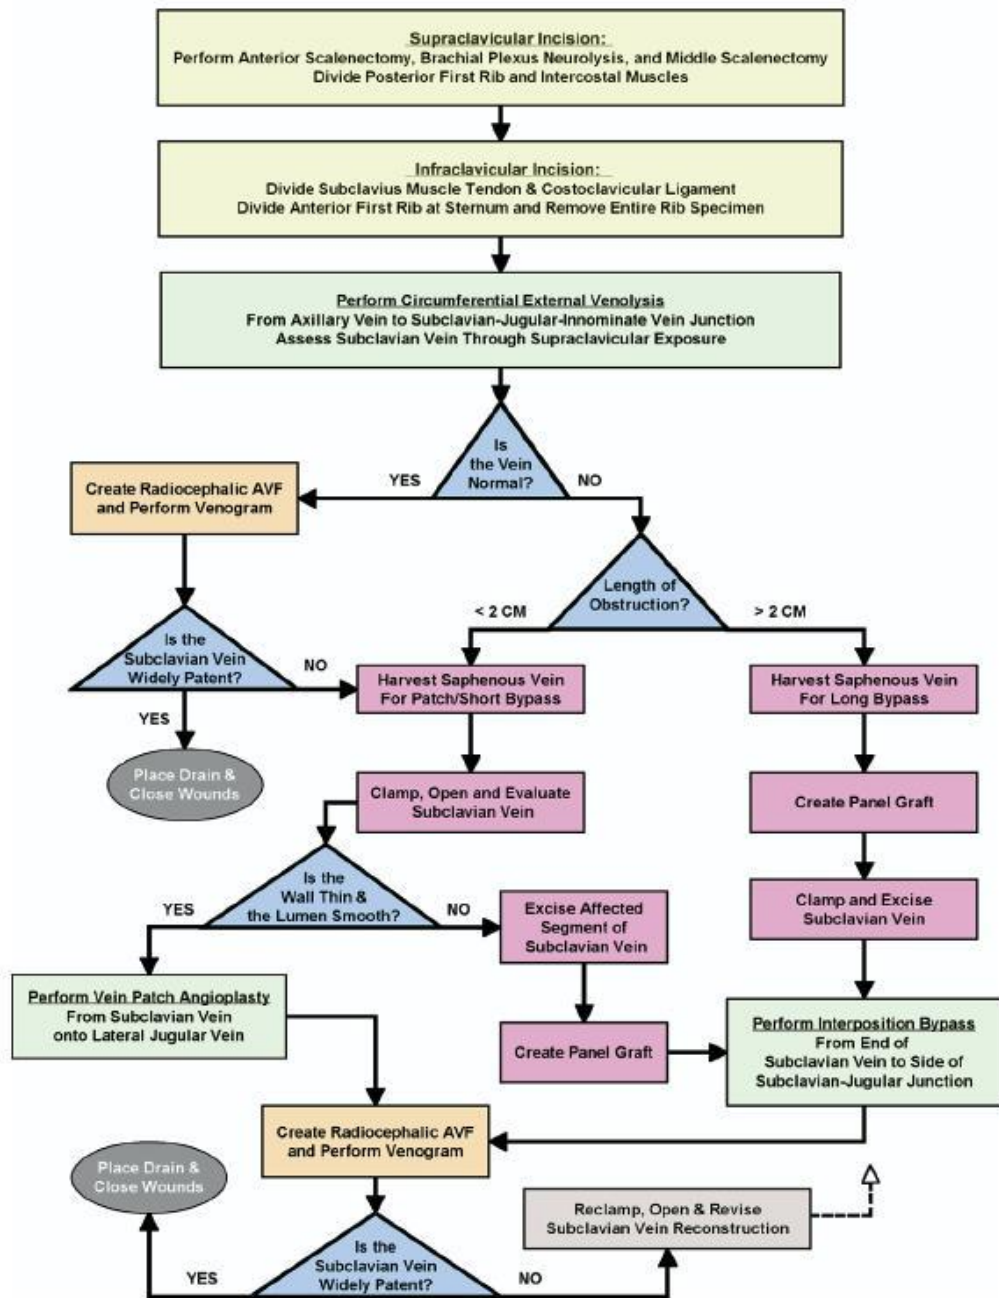 Supraclavicular Incision:
Perform Anterior Scalenectomy, Brachial Plexus Neurolysis, and Middle Scalenectomy
Divide Posterior First Rib and Intercostal Muscles
Infraclavicular Incision:
Divide Subclavius Muscle Tendon & Costoclavicular Ligament
Divide Anterior First Rib at Sternum and Remove Entire Rib Specimen
Perform Circumferential External Venolysis
From Axillary Vein to Subclavian-Jugular-Innominate Vein Junction
Assess Subclavian Vein Through Supraclavicular Exposure
Is
the Vein
Normal?
YES
NO
Create Radiocephalic AVF
and Perform Venogram
Length of
Obstruction?
< 2 CM
> 2 CM
Is the
Subclavian Vein
Widely Patent?
NO
YES
Harvest Saphenous Vein
For Patch/Short Bypass
Harvest Saphenous Vein
For Long Bypass
Place Drain &
Close Wounds
Clamp, Open and Evaluate
Subclavian Vein
Create Panel Graft
Is the
Wall Thin &
the Lumen Smooth?
YES
NO
Excise Affected
Segment of
Subclavian Vein
Clamp and Excise
Subclavian Vein
Perform Vein Patch Angioplasty
From Subclavian Vein
onto Lateral Jugular Vein
Create Panel Graft
Perform Interposition Bypass
From End of
Subclavian Vein to Side of
Subclavian-Jugular Junction
Create Radiocephalic AVF
and Perform Venogram
Place Drain &
Close Wounds
Reclamp, Open & Revise
Subclavian Vein Reconstruction
Is the
Subclavian Vein
Widely Patent?
YES
NO